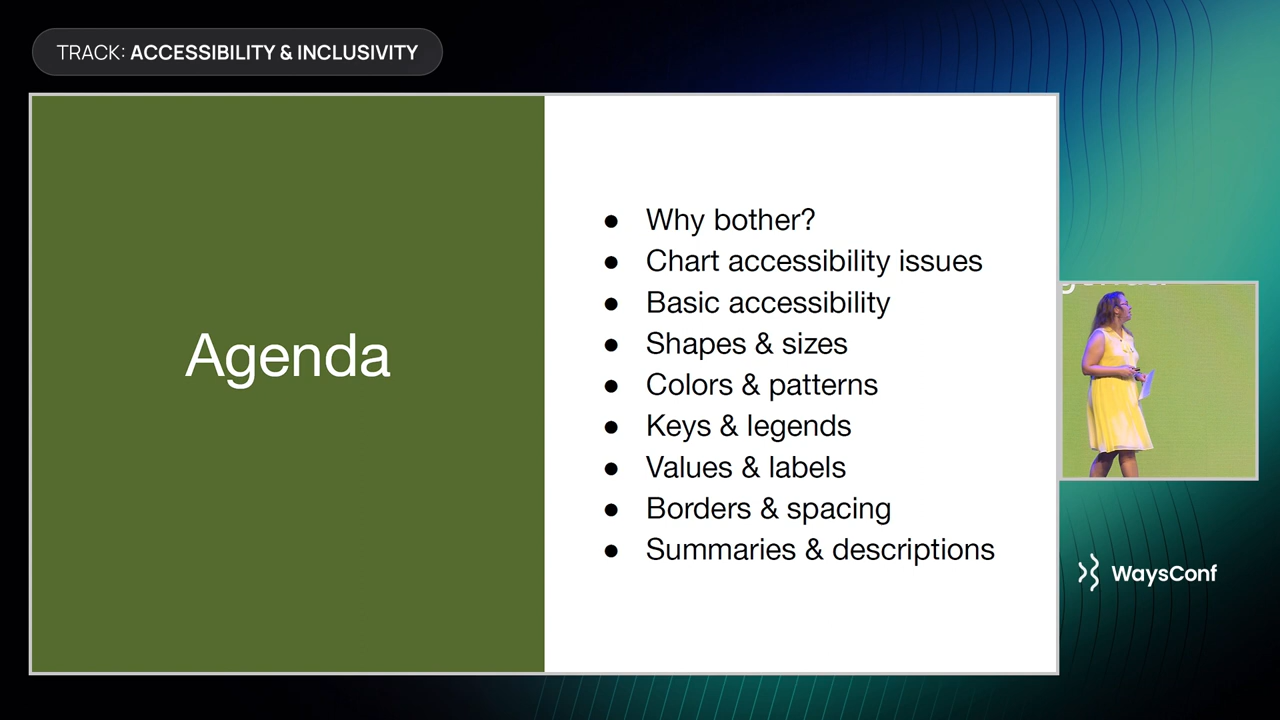 TRACK: ACCESSIBILITY & INCLUSIVITY
Agenda
● Why bother?
● Chart accessibility issues
● Basic accessibility
● Shapes & sizes
● Colors & patterns
● Keys & legends
● Values & labels
● Borders & spacing
● Summaries & descriptions
WaysConf